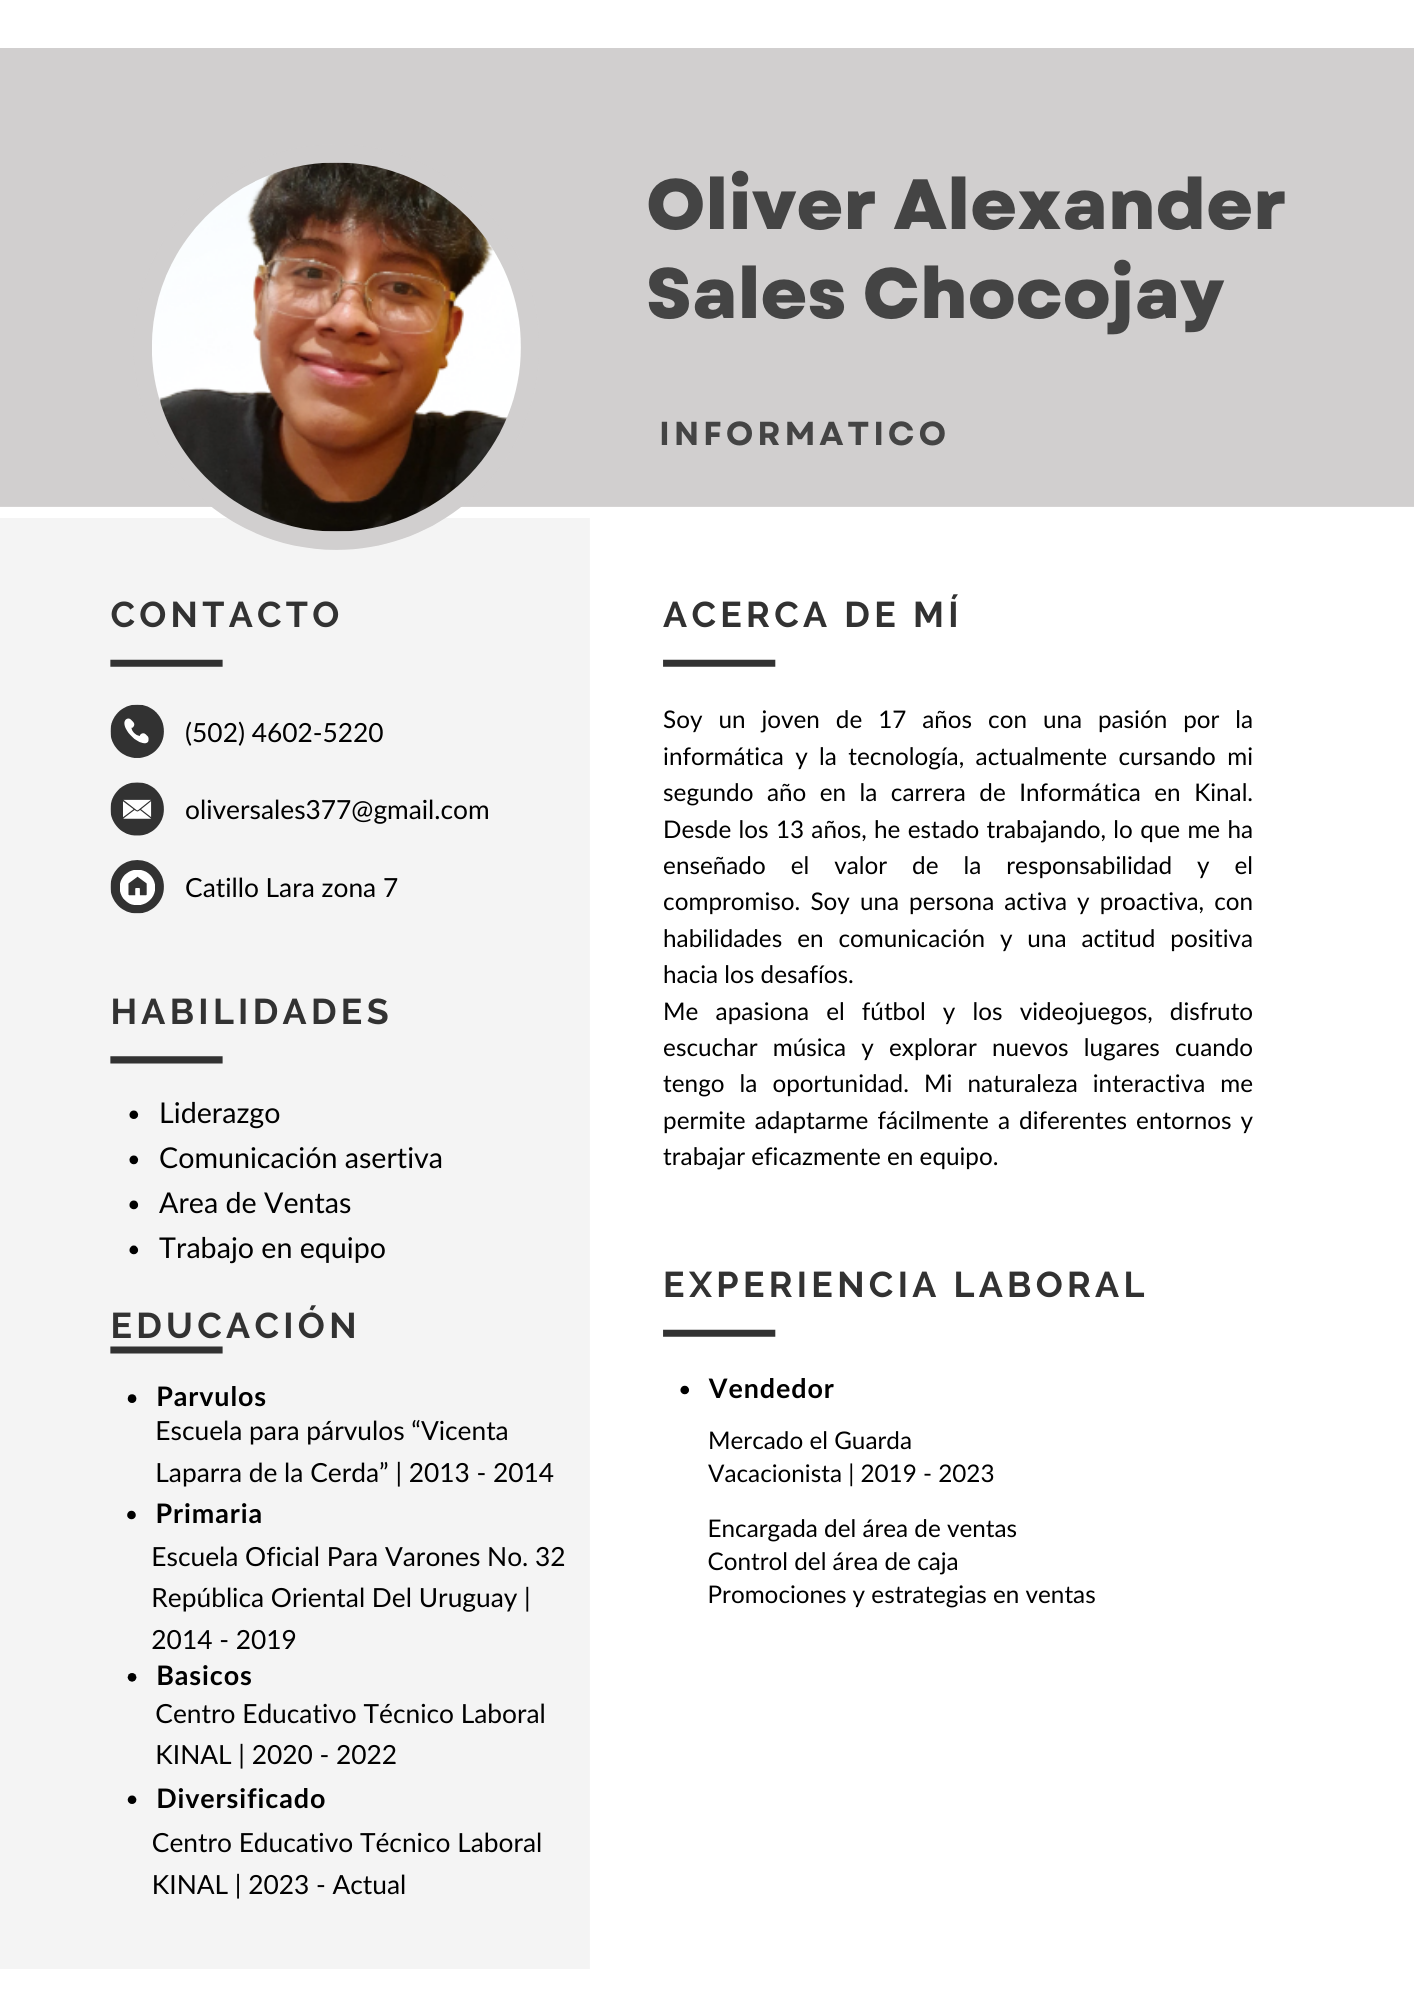 Oliver Alexander
Sales Chocojay
INFORMATICO
CONTACTO
(502) 4602-5220
oliversales377@gmail.com
Catillo Lara zona 7
HABILIDADES
• Liderazgo
• Comunicación asertiva
• Area de Ventas
• Trabajo en equipo
EDUCACIÓN
• Parvulos
Escuela para párvulos “Vicenta
Laparra de la Cerda” | 2013 - 2014
• Primaria
Escuela Oficial Para Varones No. 32
República Oriental Del Uruguay |
2014 - 2019
• Basicos
Centro Educativo Técnico Laboral
KINAL | 2020 - 2022
• Diversificado
Centro Educativo Técnico Laboral
KINAL | 2023 - Actual
ACERCA DE MÍ
Soy un joven de 17 años con una pasión por la
informática y la tecnología, actualmente cursando mi
segundo año en la carrera de Informática en Kinal.
Desde los 13 años, he estado trabajando, lo que me ha
enseñado el valor de la responsabilidad y el
compromiso. Soy una persona activa y proactiva, con
habilidades en comunicación y una actitud positiva
hacia los desafíos.
Me apasiona el fútbol y los videojuegos, disfruto
escuchar música y explorar nuevos lugares cuando
tengo la oportunidad. Mi naturaleza interactiva me
permite adaptarme fácilmente a diferentes entornos y
trabajar eficazmente en equipo.
EXPERIENCIA LABORAL
• Vendedor
Mercado el Guarda
Vacacionista | 2019 - 2023
Encargada del área de ventas
Control del área de caja
Promociones y estrategias en ventas